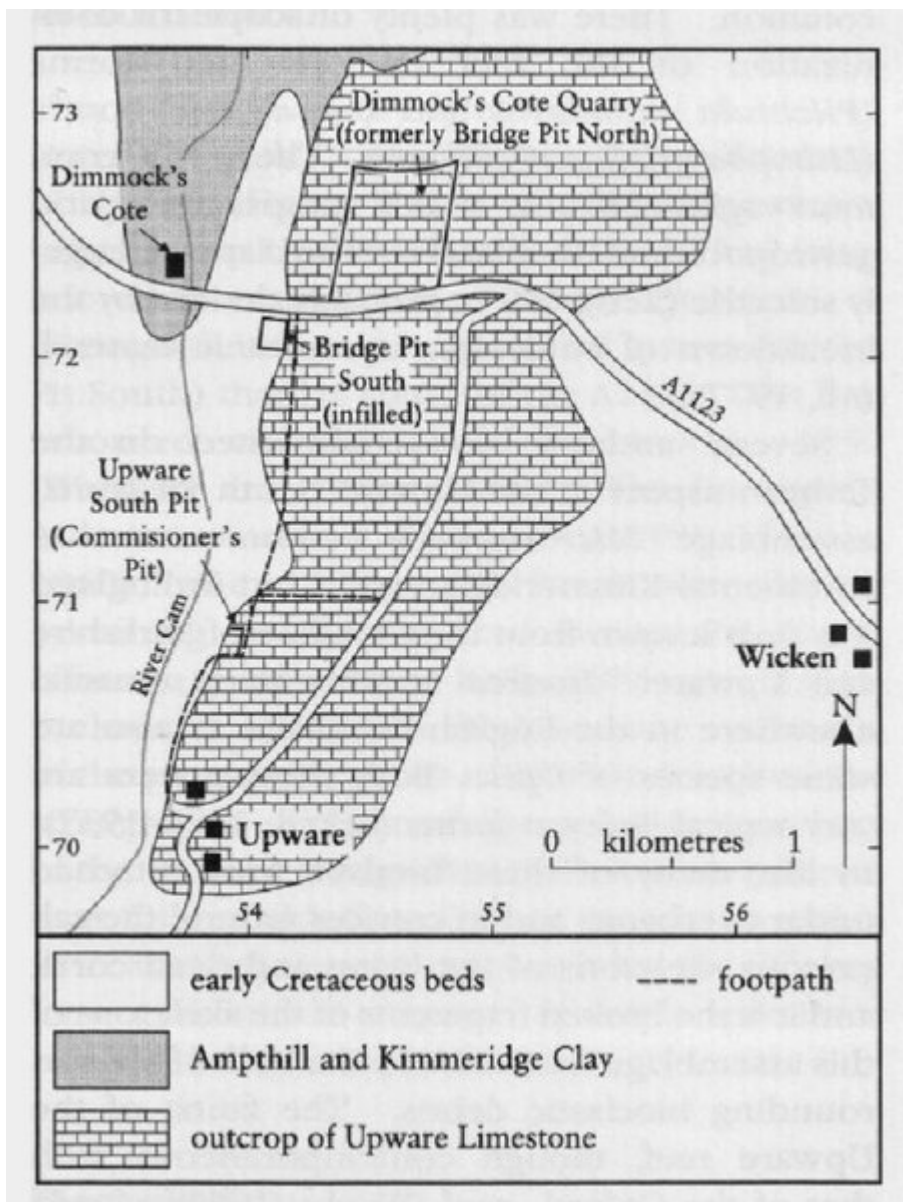 73
Dimmock's Cote Quarry
(formerly Bridge Pit North)
Dimmock's
Cote
72
Bridge Pit
South
(infilled)
A1123
Upware
South Pit
(Commisioner's
Pit)
71
River Cam
Wicken
N
70
Upware
0 kilometres 1
54
55
56
early Cretaceous beds
footpath
Ampthill and Kimmeridge Clay
outcrop of Upware Limestone